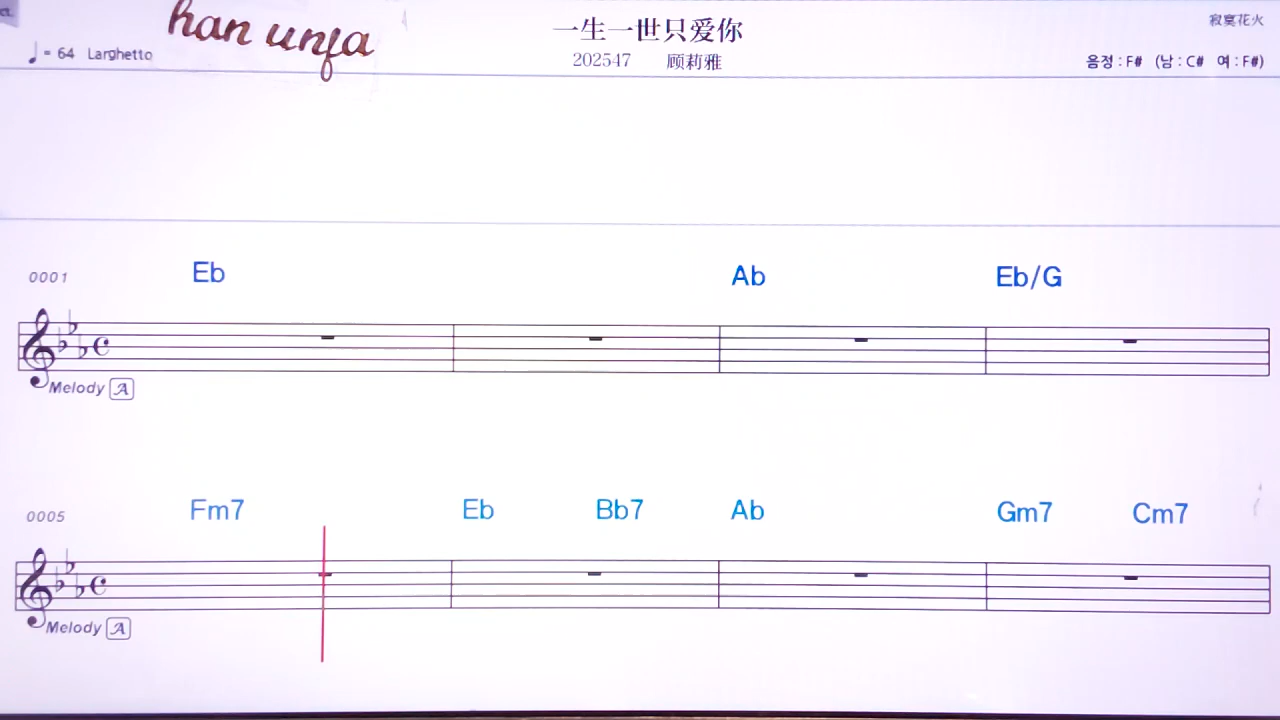 han unfa
一生一世只爱你
寂寞花火
♩ = 64 Larghetto
202547 顾莉雅
음정 : F# (남 : C# 여 : F#)
0001 Eb Ab Eb/G
Melody A
0005 Fm7 Eb Bb7 Ab Gm7 Cm7
Melody A